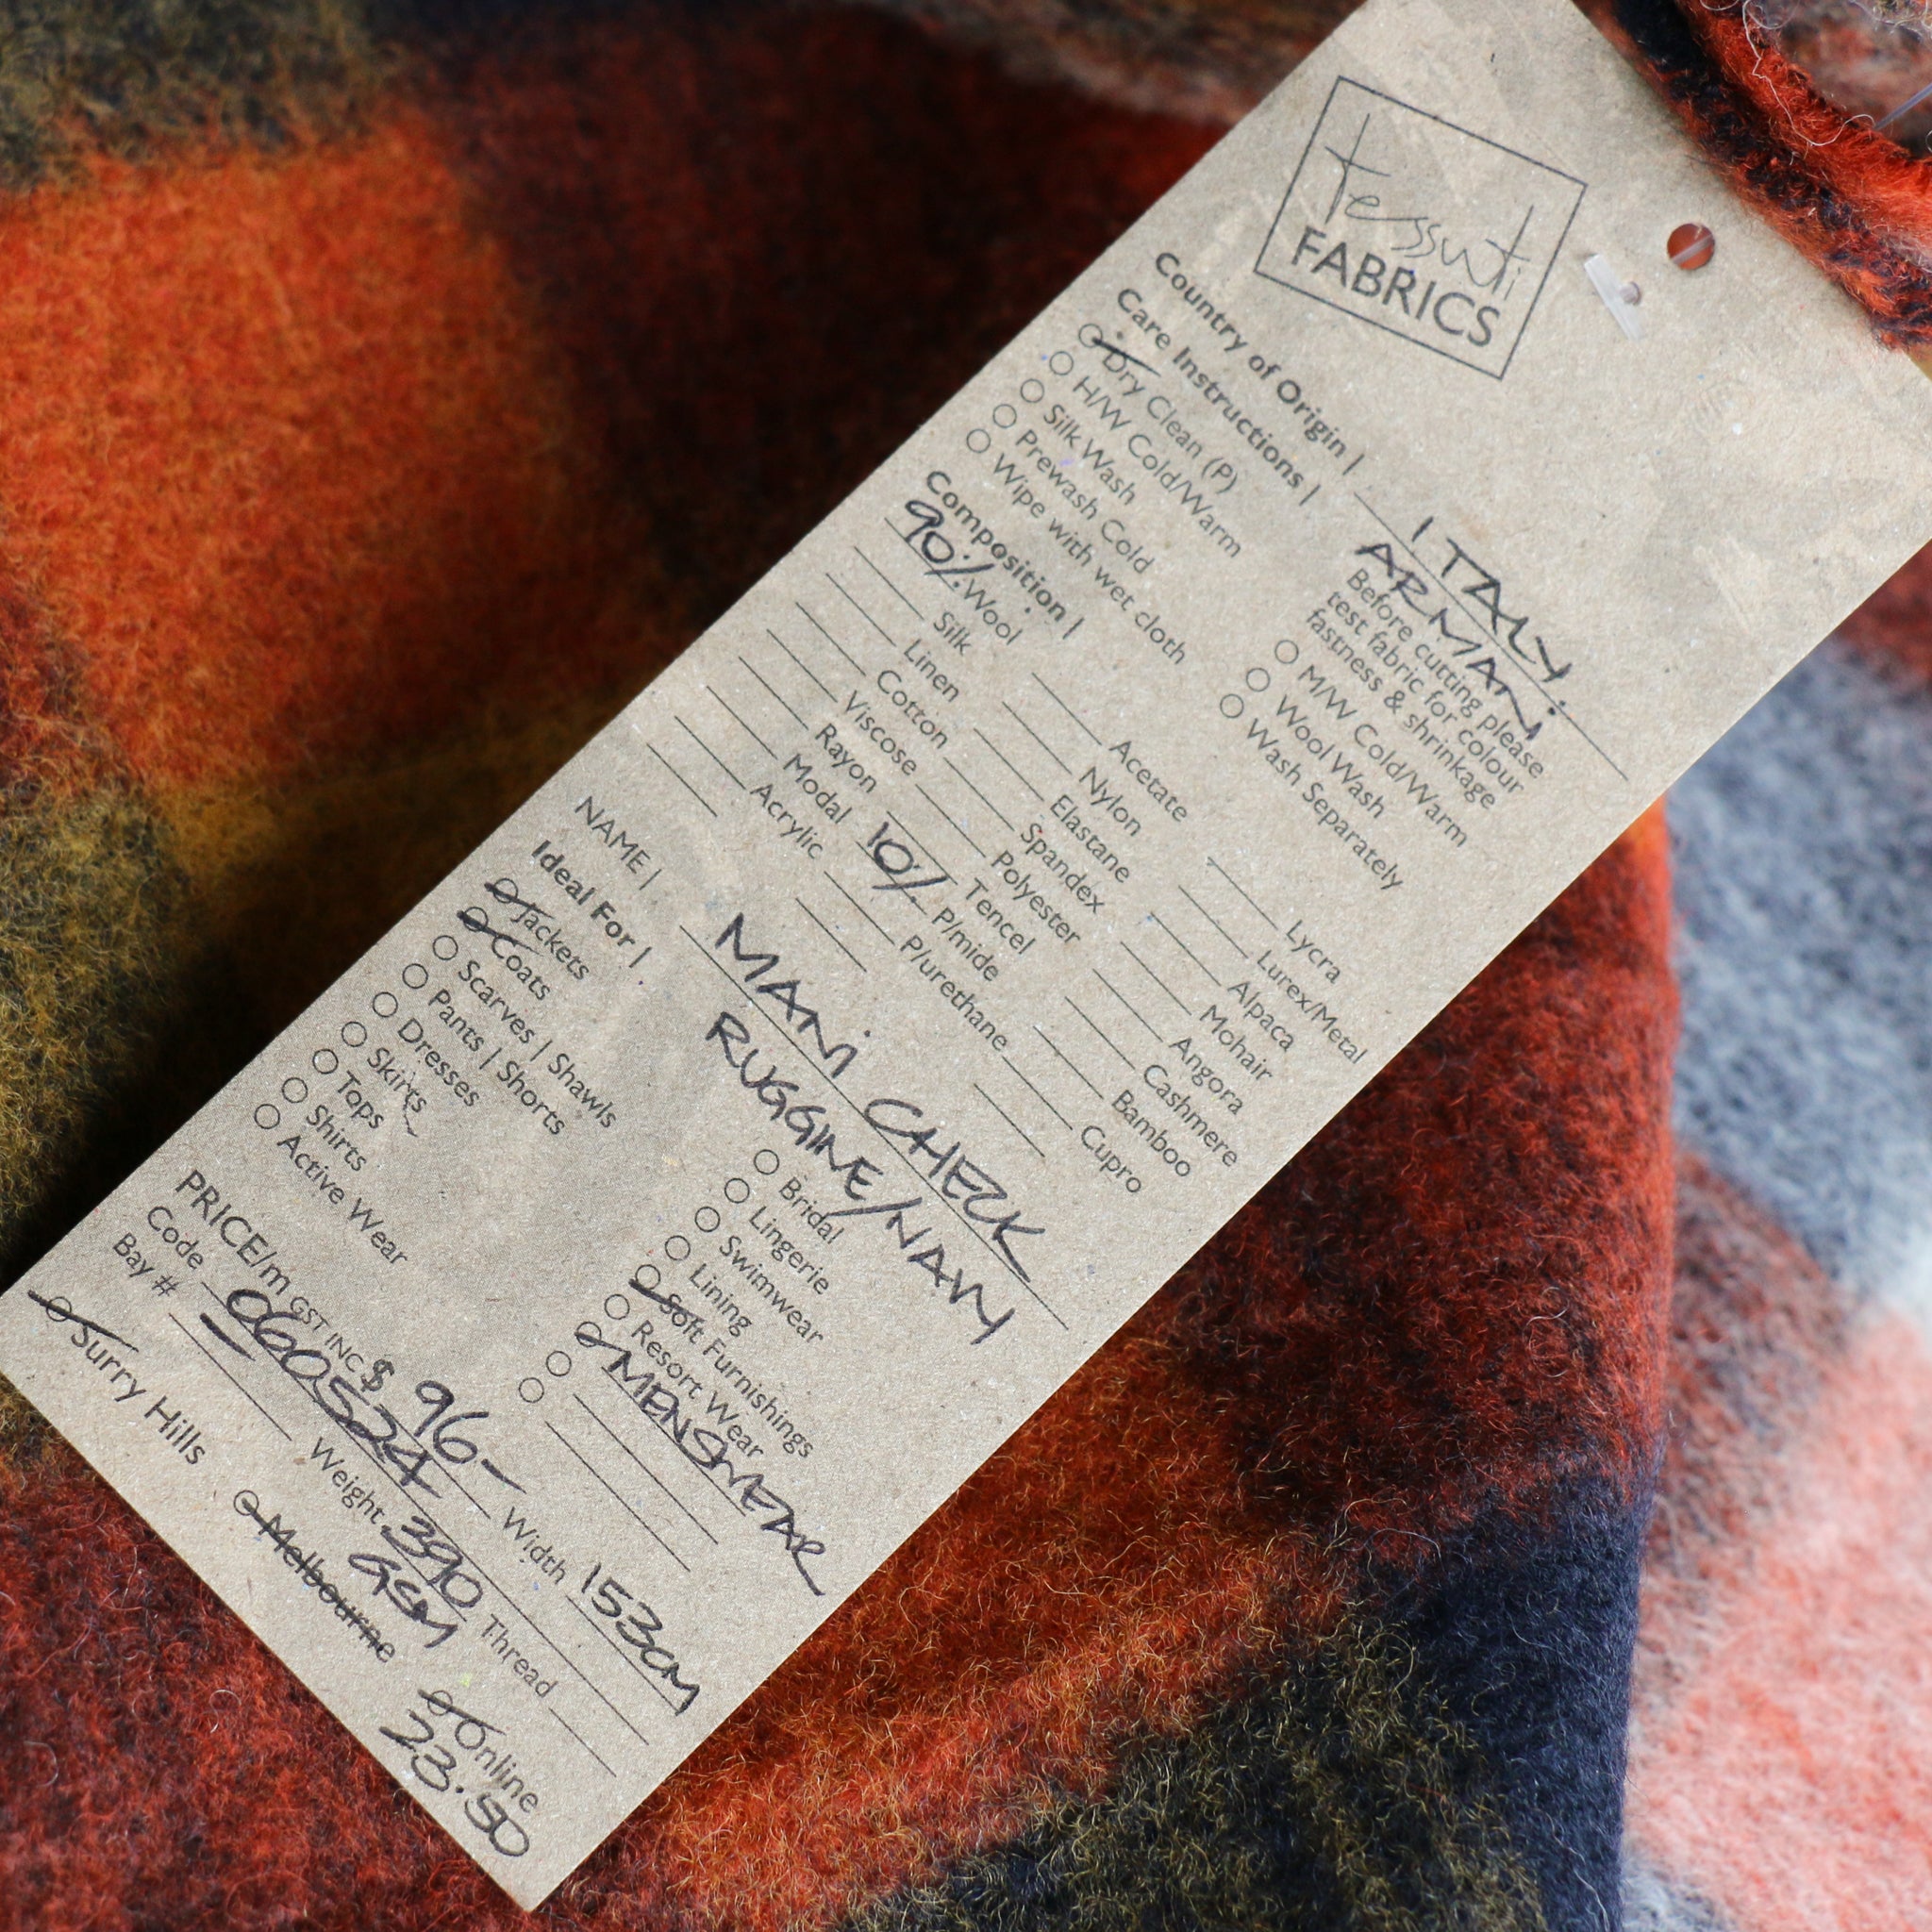 tessuti
FABRICS
Country of Origin | ITALY.
ARMANI.
Care Instructions |
Before cutting please
test fabric for colour
fastness & shrinkage
Dry Clean (P)
H/W Cold/Warm
Silk Wash
Prewash Cold
Wipe with wet cloth
M/W Cold/Warm
Wool Wash
Wash Separately
Composition |
90% Wool
Silk
Linen
Cotton
Viscose
Rayon
Modal
Acrylic
Acetate
Nylon
Elastane
Spandex
Polyester
Tencel
10% P/mide
P/urethane
Lycra
Lurex/Metal
Alpaca
Mohair
Angora
Cashmere
Bamboo
Cupro
NAME | MANI CHECK
RUGGINE/NAVY
Ideal For |
Jackets
Coats
Scarves | Shawls
Pants | Shorts
Dresses
Skirts
Tops
Shirts
Active Wear
Bridal
Lingerie
Swimwear
Lining
Soft Furnishings
Resort Wear
MENSWEAR
PRICE/m GST INC $ 96- Width 153cm
Code 060524 Weight 390 GSM Thread
Bay #
Surry Hills Melbourne Online
23.50